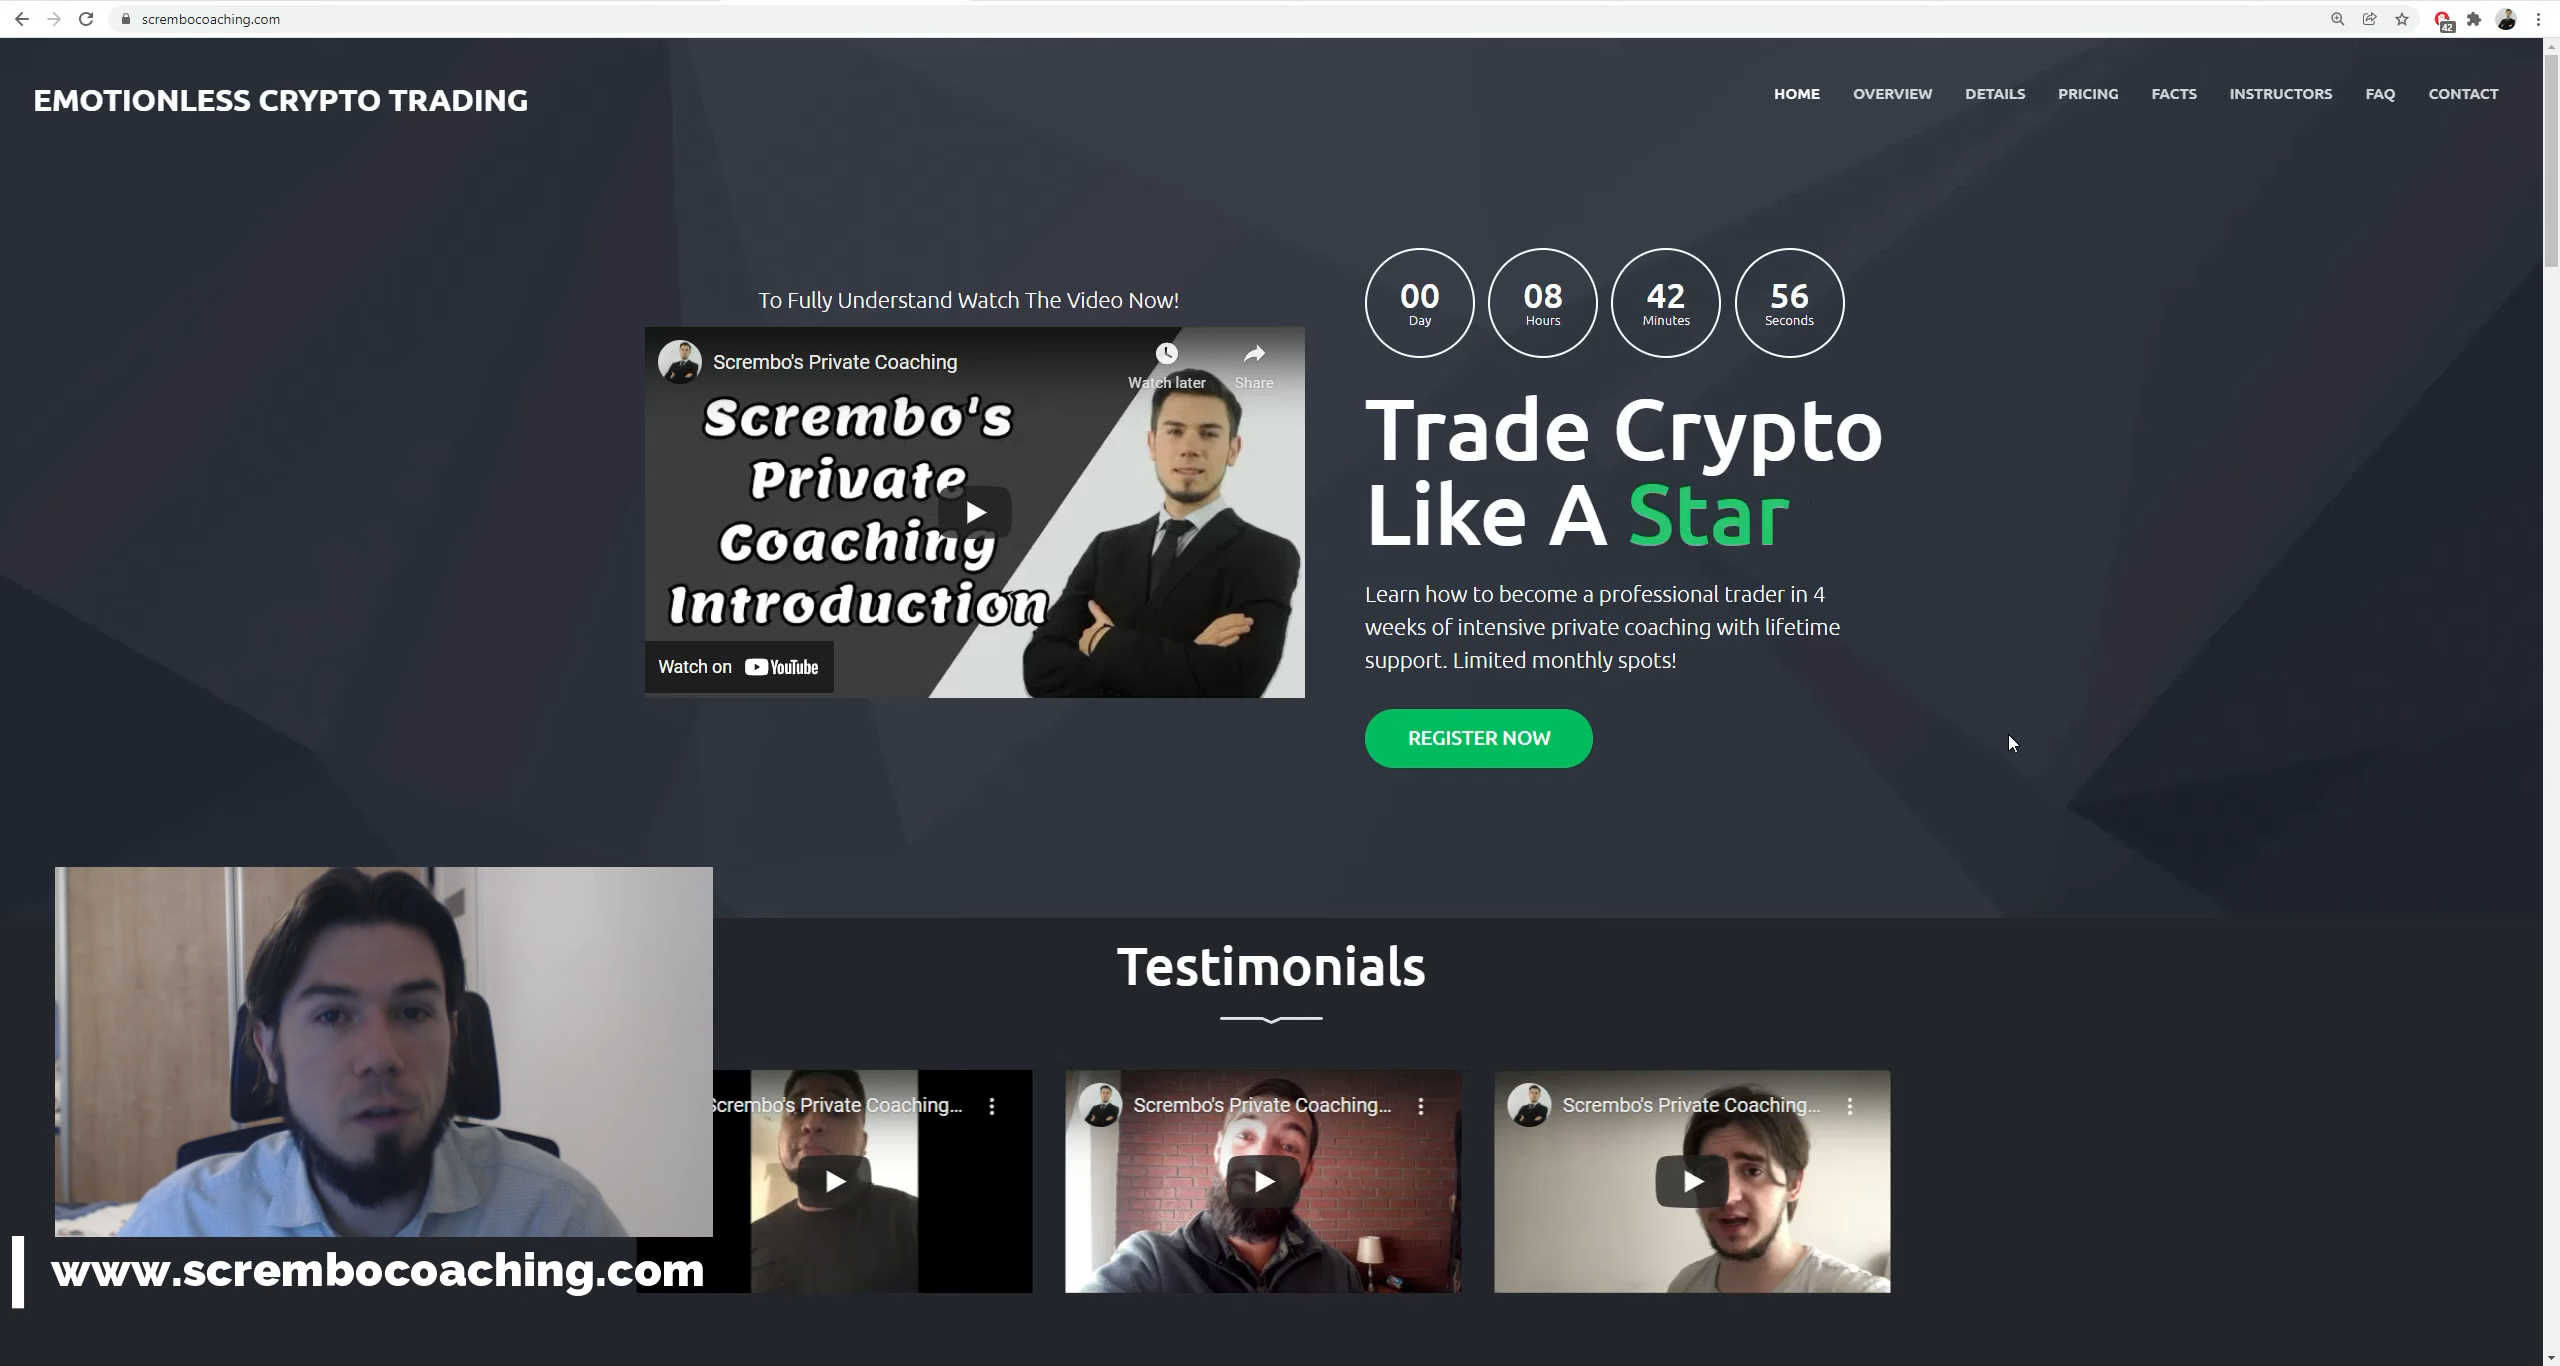 scrembocoaching.com
42
EMOTIONLESS CRYPTO TRADING
HOME OVERVIEW DETAILS PRICING FACTS INSTRUCTORS FAQ CONTACT
To Fully Understand Watch The Video Now!
Scrembo's Private Coaching
Watch later
Share
Scrembo's
Private
Coaching
Introduction
Watch on YouTube
00
Day
08
Hours
42
Minutes
56
Seconds
Trade Crypto
Like A Star
Learn how to become a professional trader in 4
weeks of intensive private coaching with lifetime
support. Limited monthly spots!
REGISTER NOW
Testimonials
Scrembo's Private Coaching...
Scrembo's Private Coaching...
Scrembo's Private Coaching...
www.scrembocoaching.com